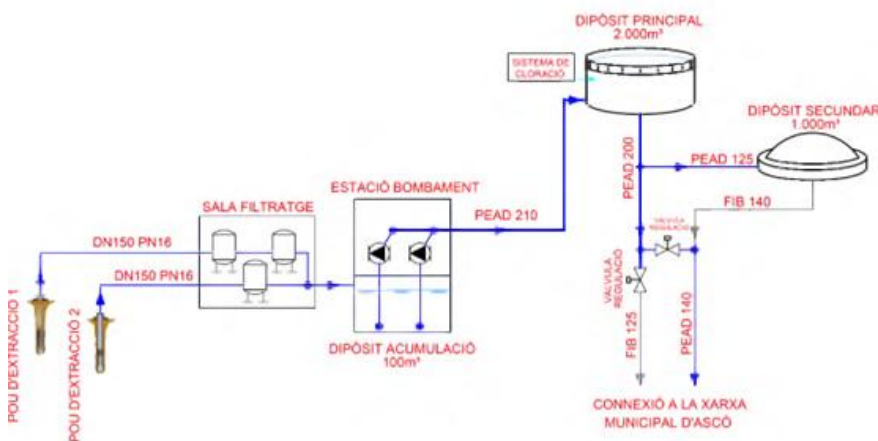 DIPÒSIT PRINCIPAL
2.000m³
SISTEMA DE
CLORACIÓ
DIPÒSIT SECUNDAR
1.000m³
PEAD 200
PEAD 125
ESTACIÓ BOMBAMENT
SALA FILTRATGE
PEAD 210
FIB 140
VALVULA
REGULACIÓ
DN150 PN16
DN150 PN16
VALVULA
REGULACIÓ
POU D'EXTRACCIÓ 1
POU D'EXTRACCIÓ 2
DIPÒSIT ACUMULACIÓ
100m³
FIB 125
PEAD 140
CONNEXIÓ A LA XARXA
MUNICIPAL D'ASCÓ